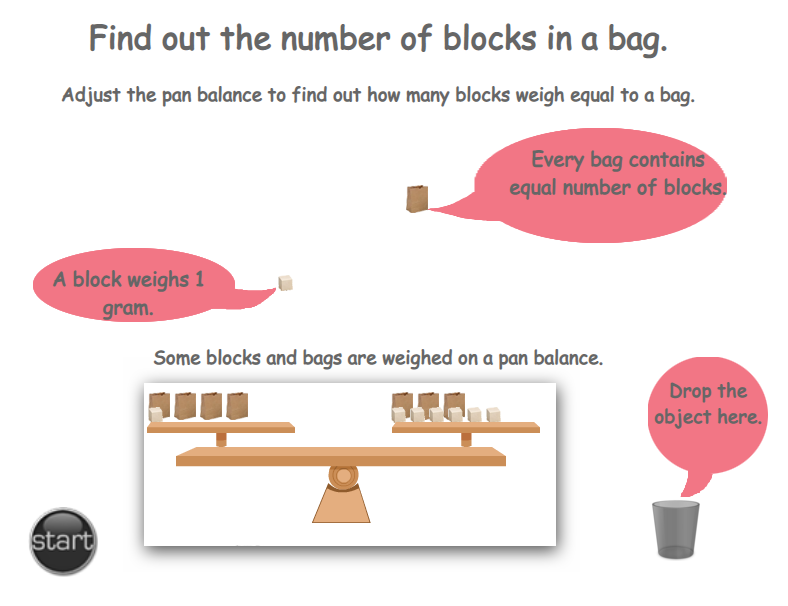 Find out the number of blocks in a bag.
Adjust the pan balance to find out how many blocks weigh equal to a bag.
Every bag contains
equal number of blocks.
A block weighs 1
gram.
Some blocks and bags are weighed on a pan balance.
Drop the
object here.
start